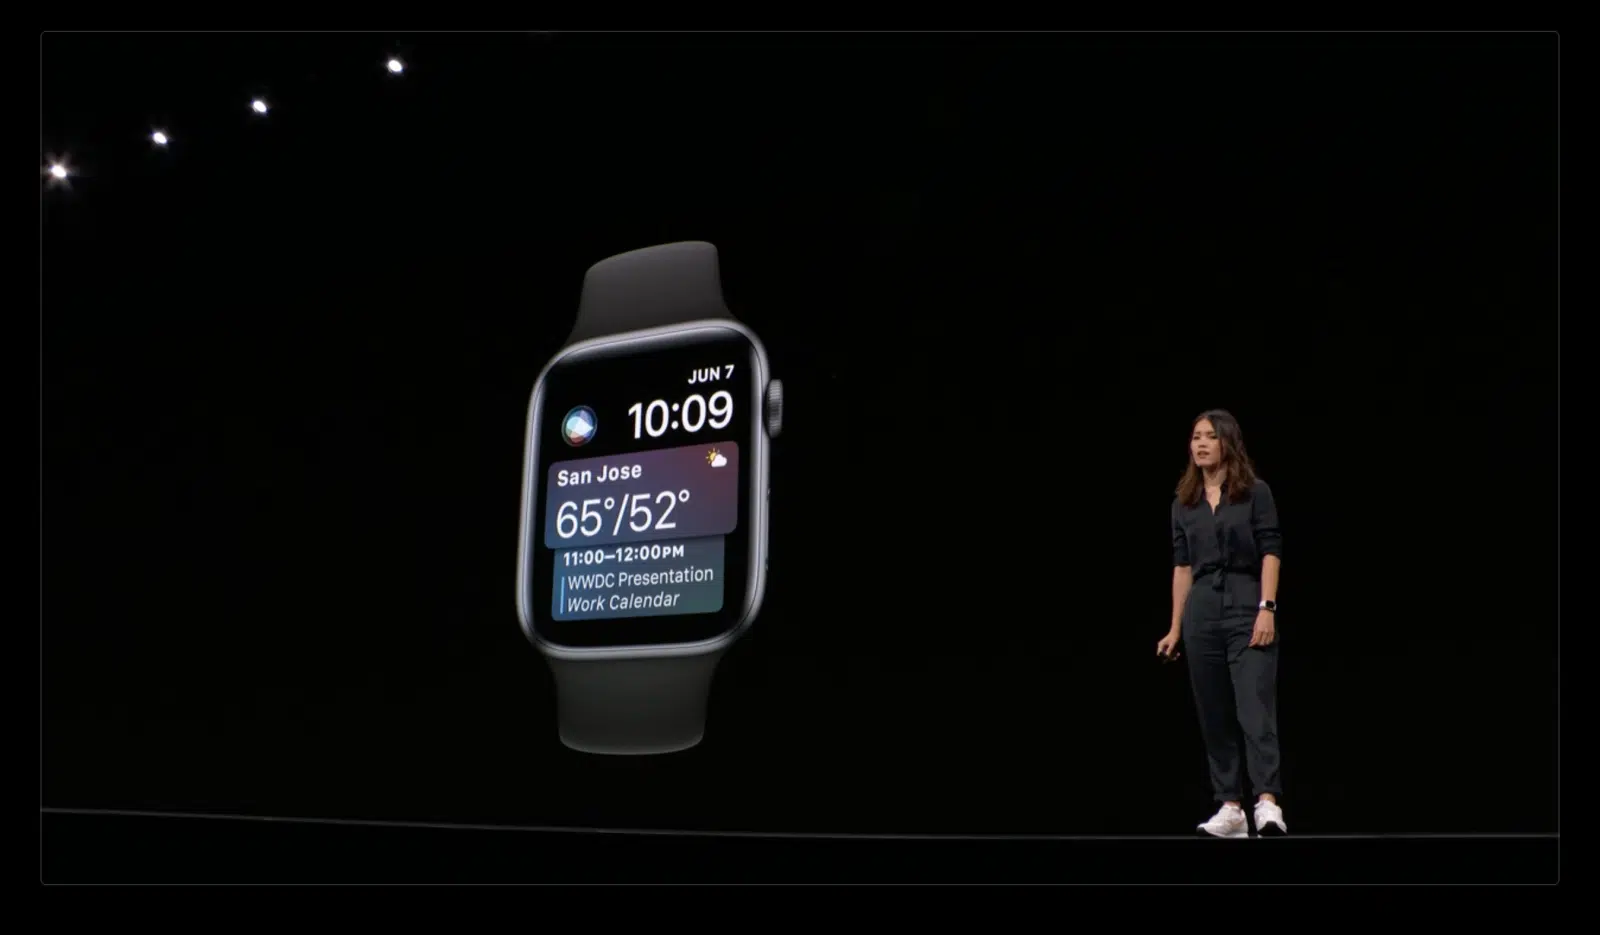 JUN 7
10:09
San Jose
65°/52°
11:00–12:00PM
WWDC Presentation
Work Calendar